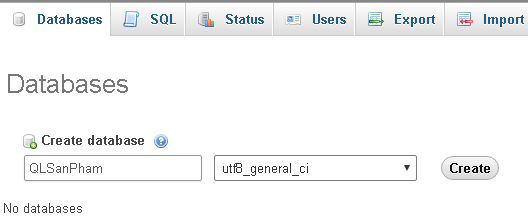 Databases SQL Status Users Export Import
Databases
Create database
QLSanPham utf8_general_ci Create
No databases